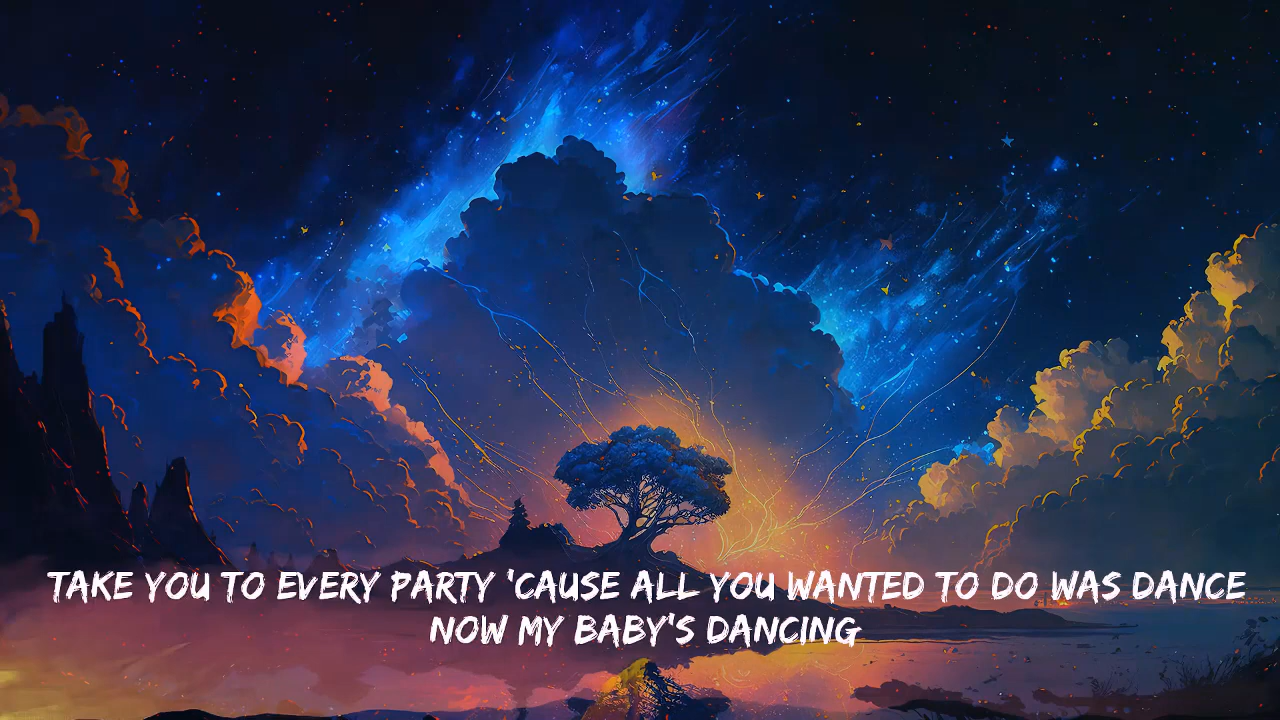 TAKE YOU TO EVERY PARTY 'CAUSE ALL YOU WANTED TO DO WAS DANCE
NOW MY BABY'S DANCING